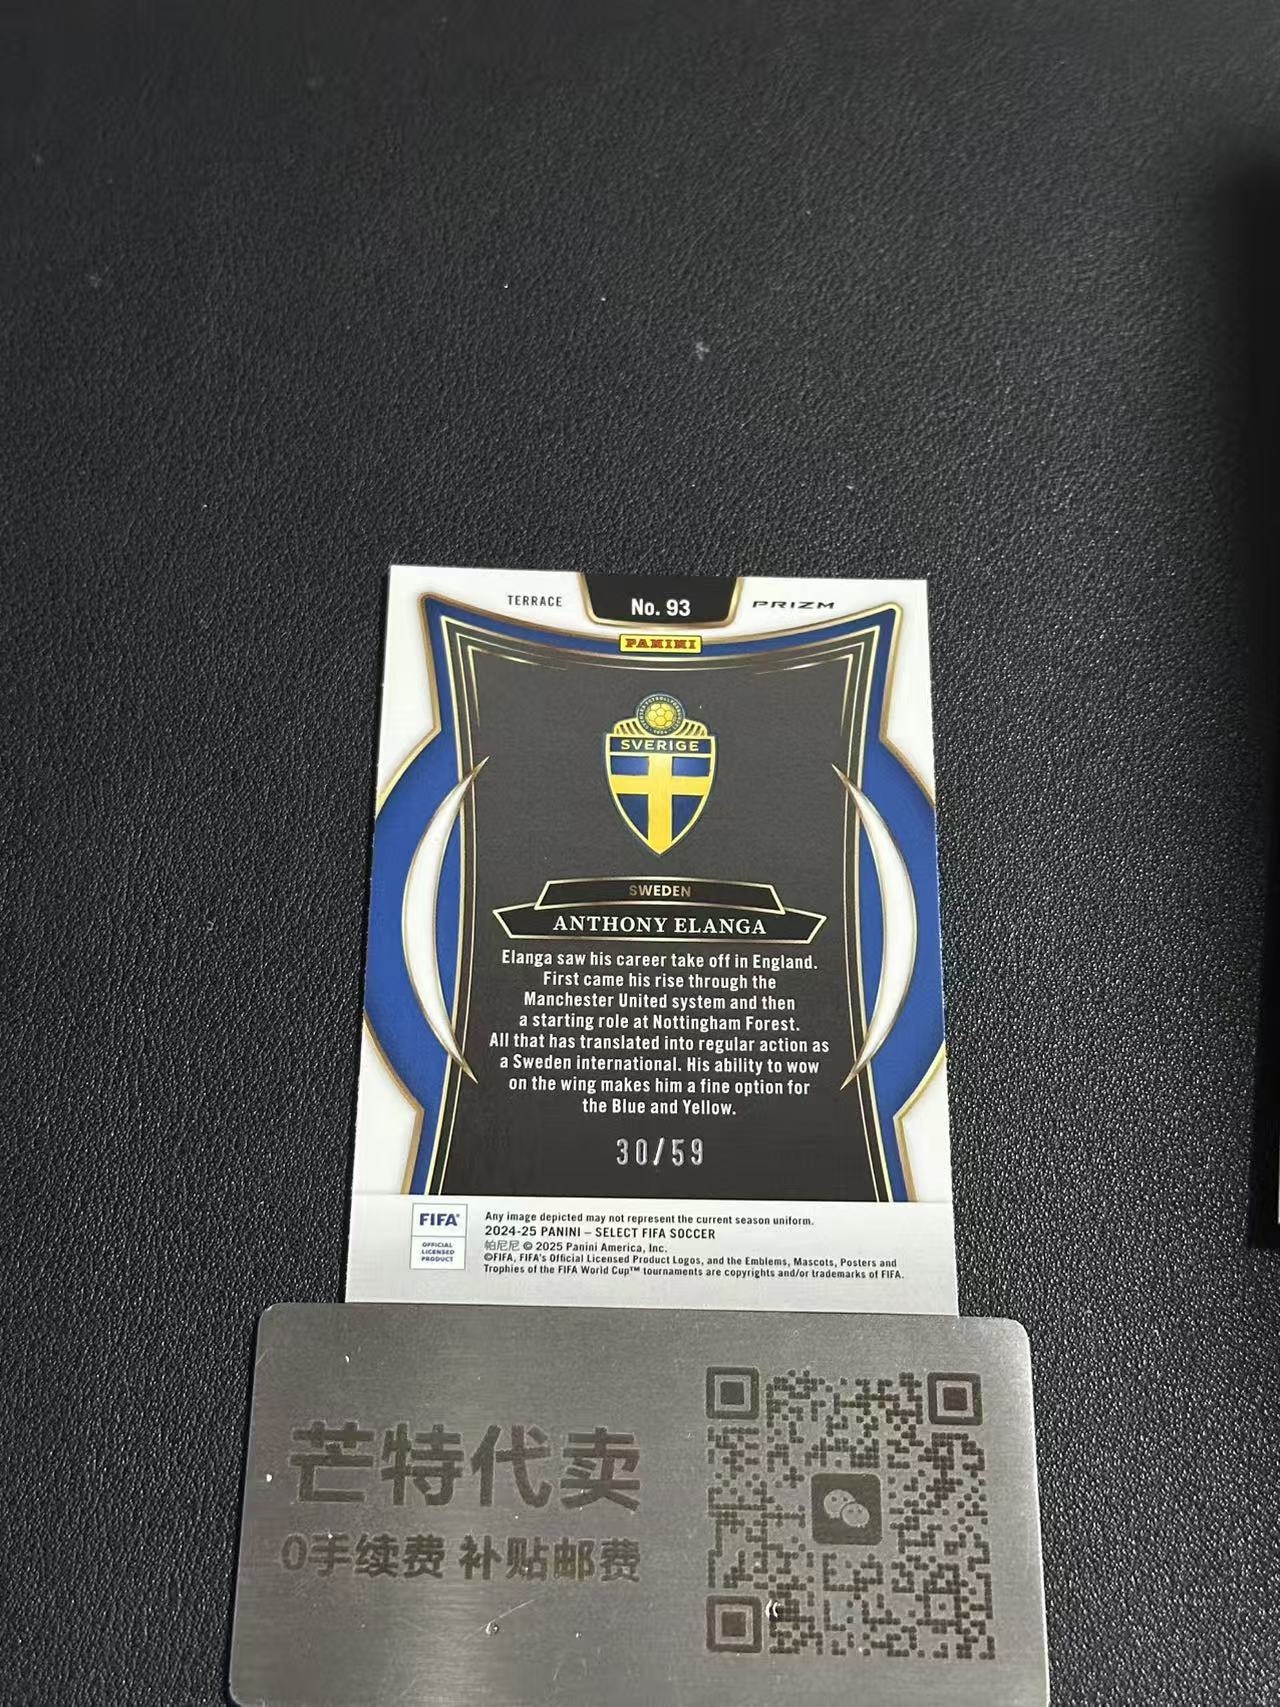 TERRACE
No. 93
PRIZM
PANINI
SVERIGE
SWEDEN
ANTHONY ELANGA
Elanga saw his career take off in England.
First came his rise through the
Manchester United system and then
a starting role at Nottingham Forest.
All that has translated into regular action as
a Sweden international. His ability to wow
on the wing makes him a fine option for
the Blue and Yellow.
30/59
FIFA®
OFFICIAL
LICENSED
PRODUCT
Any image depicted may not represent the current season uniform.
2024-25 PANINI – SELECT FIFA SOCCER
帕尼尼 © 2025 Panini America, Inc.
©FIFA, FIFA's Official Licensed Product Logos, and the Emblems, Mascots, Posters and
Trophies of the FIFA World Cup™ tournaments are copyrights and/or trademarks of FIFA.
芒特代卖
0手续费 补贴邮费